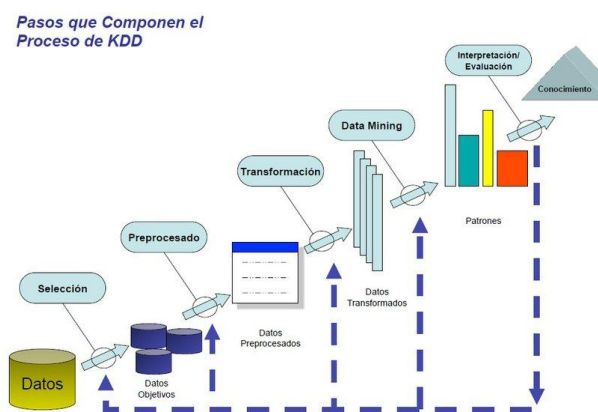 Pasos que Componen el
Proceso de KDD
Interpretación/
Evaluación
Conocimiento
Data Mining
Transformación
Patrones
Preprocesado
Datos
Transformados
Selección
Datos
Preprocesados
Datos
Datos
Objetivos